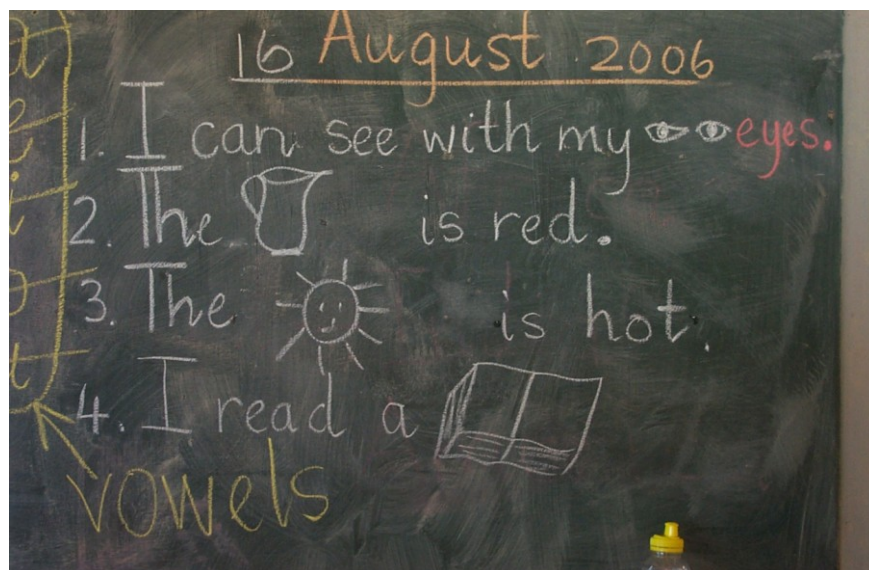 16 August 2006
1. I can see with my eyes.
2. The is red.
3. The is hot.
4. I read a
a
e
i
o
u
vowels